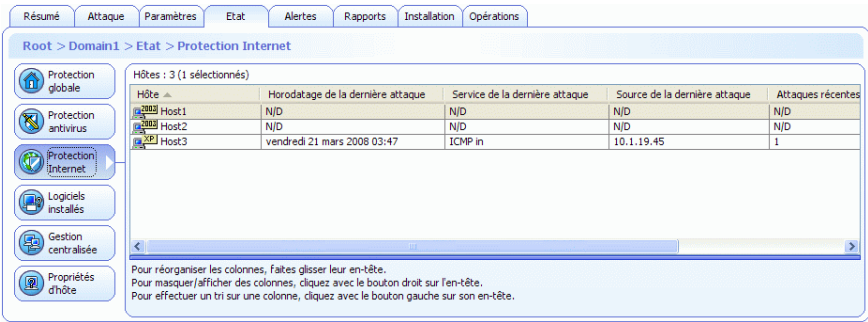 Résumé Attaque Paramètres Etat Alertes Rapports Installation Opérations
Root > Domain1 > Etat > Protection Internet
Protection globale
Protection antivirus
Protection Internet
Logiciels installés
Gestion centralisée
Propriétés d'hôte
Hôtes : 3 (1 sélectionnés)
Hôte Horodatage de la dernière attaque Service de la dernière attaque Source de la dernière attaque Attaques récentes
2003 Host1 N/D N/D N/D N/D
2003 Host2 N/D N/D N/D N/D
XP Host3 vendredi 21 mars 2008 03:47 ICMP in 10.1.19.45 1
Pour réorganiser les colonnes, faites glisser leur en-tête.
Pour masquer/afficher des colonnes, cliquez avec le bouton droit sur l'en-tête.
Pour effectuer un tri sur une colonne, cliquez avec le bouton gauche sur son en-tête.